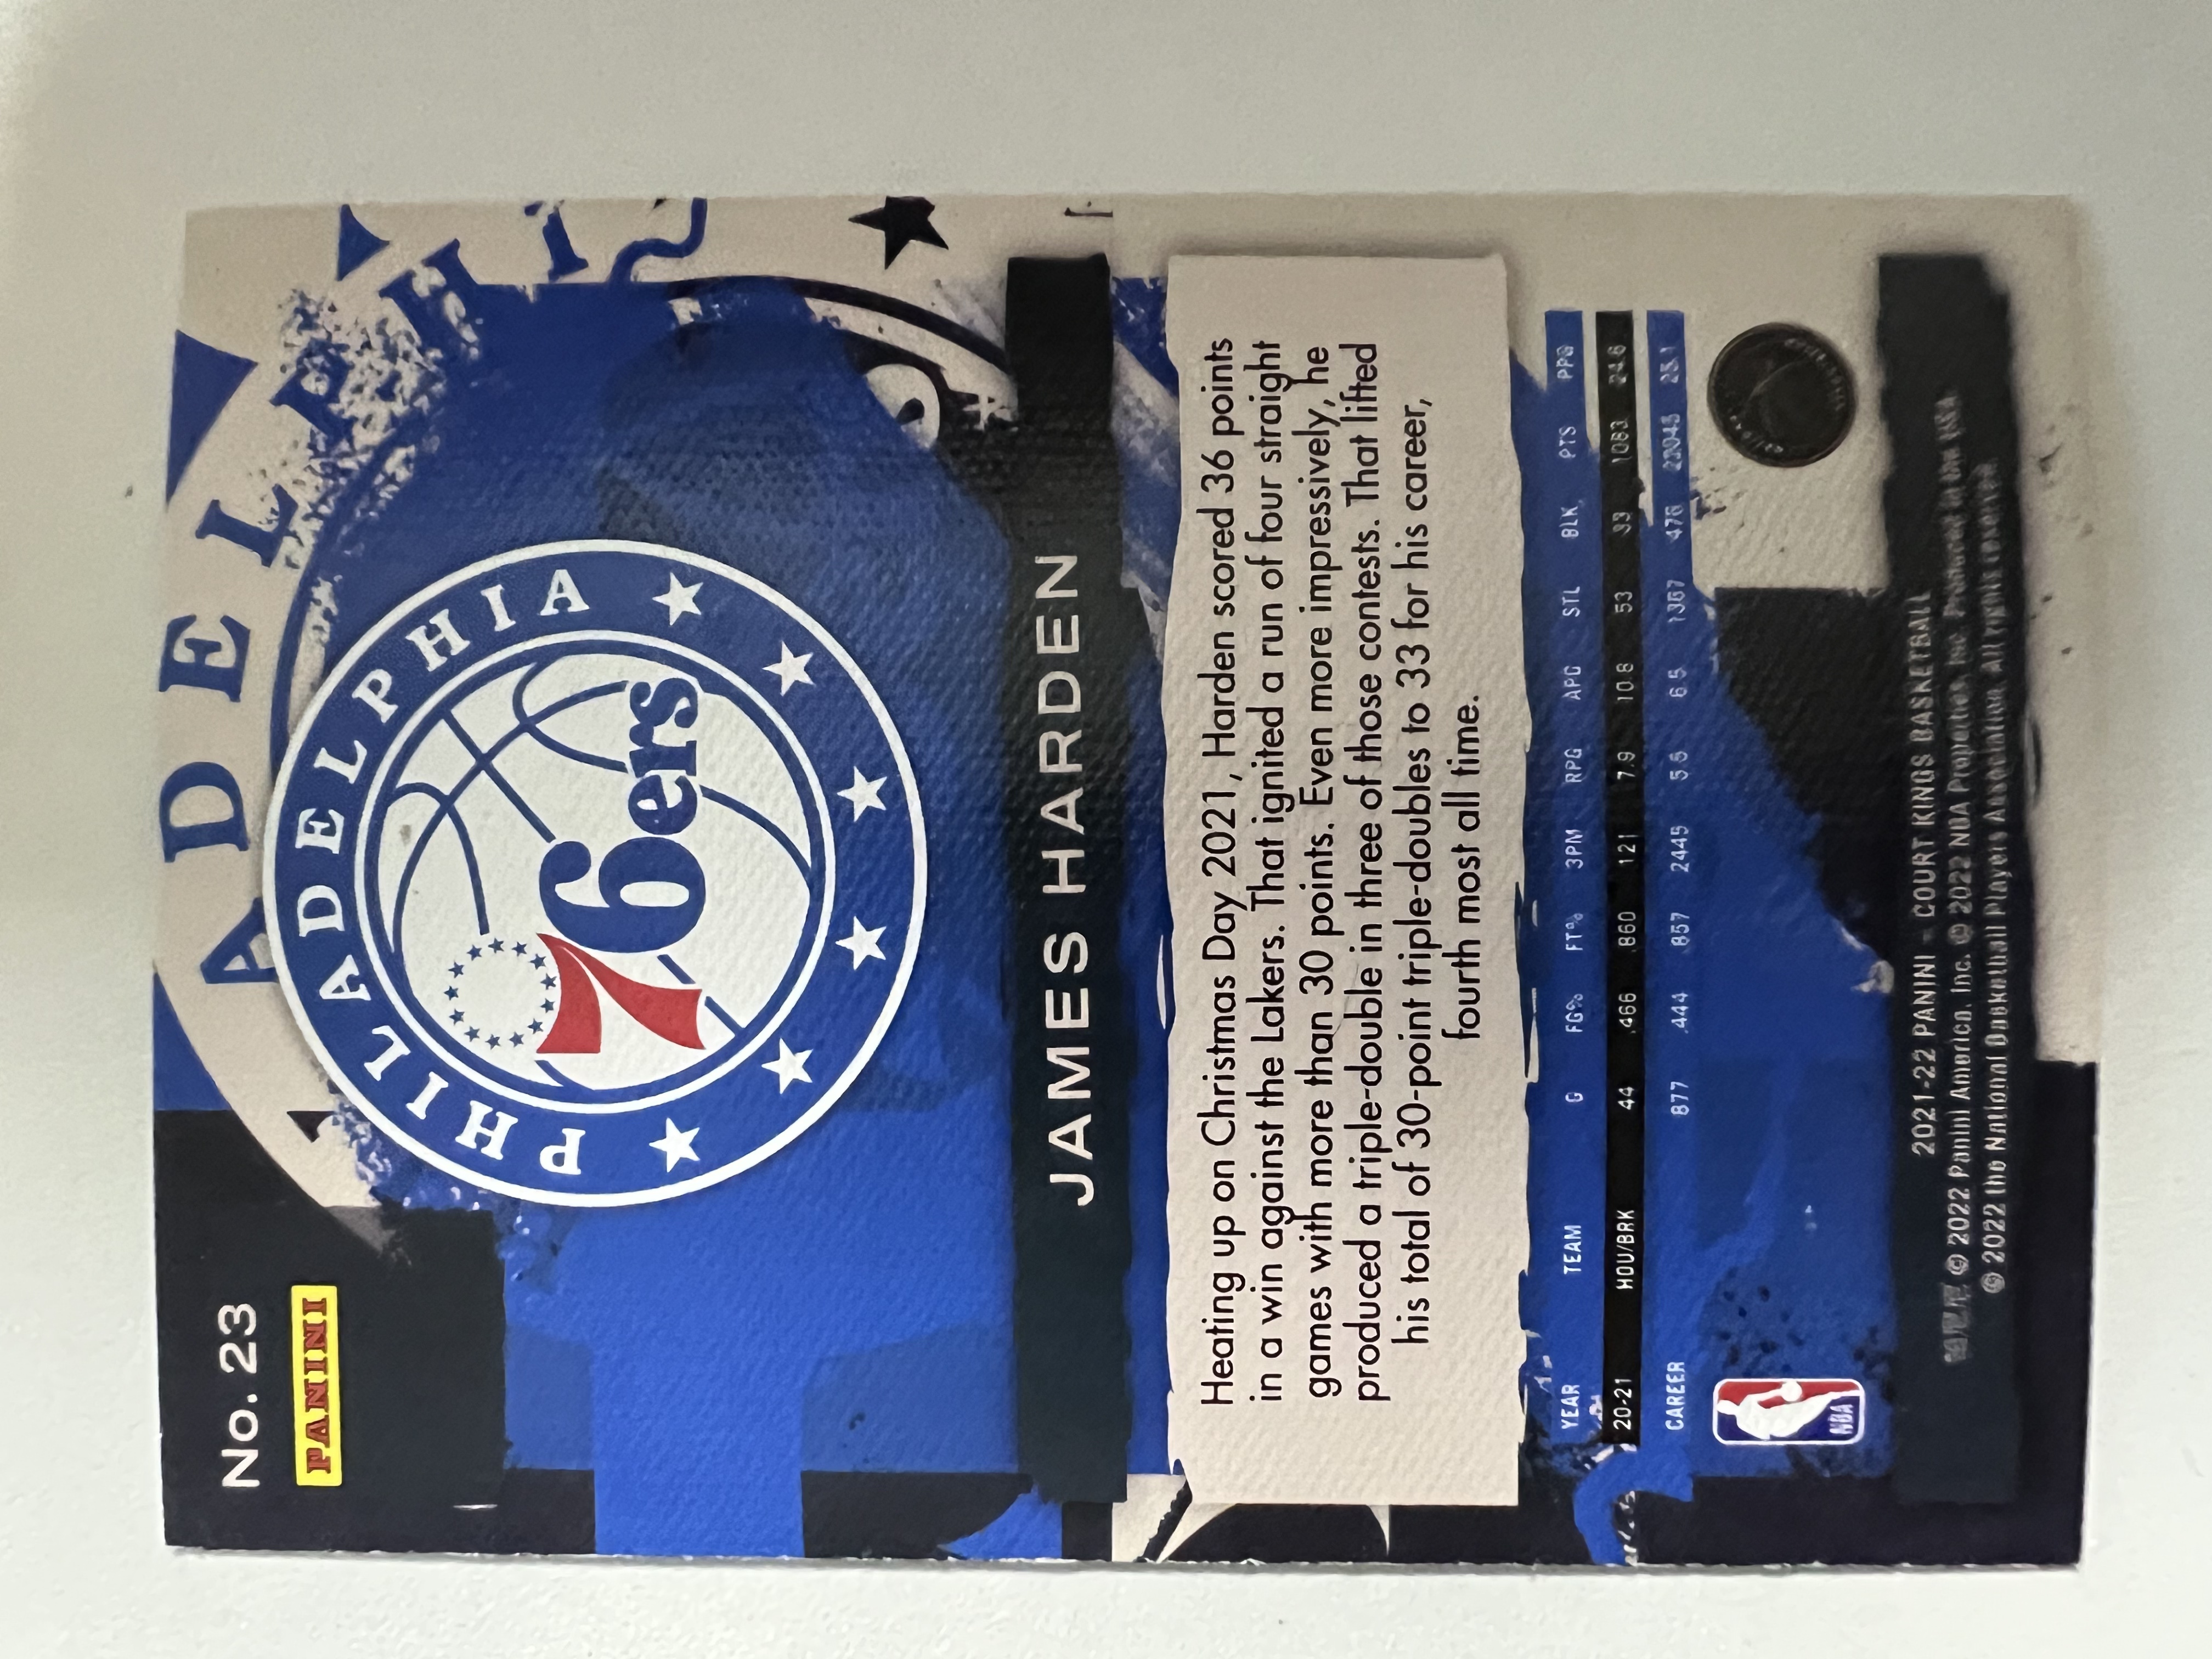 No. 23
PANINI
ADELPHI
PHILADELPHIA
76ers
JAMES HARDEN
Heating up on Christmas Day 2021, Harden scored 36 points
in a win against the Lakers. That ignited a run of four straight
games with more than 30 points. Even more impressively, he
produced a triple-double in three of those contests. That lifted
his total of 30-point triple-doubles to 33 for his career,
fourth most all time.
YEAR TEAM G FG% FT% 3PM RPG APG STL BLK PTS PPG
20-21 HOU/BRK 44 .466 .860 121 7.9 10.8 53 33 1083 24.6
CAREER 877 .444 .857 2445 5.5 6.5 1367 476 22045 25.1
NBA
2021-22 PANINI - COURT KINGS BASKETBALL
© 2022 Panini America, Inc. © 2022 NBA Properties, Inc. Produced in the USA
© 2022 the National Basketball Players Association. All rights reserved.